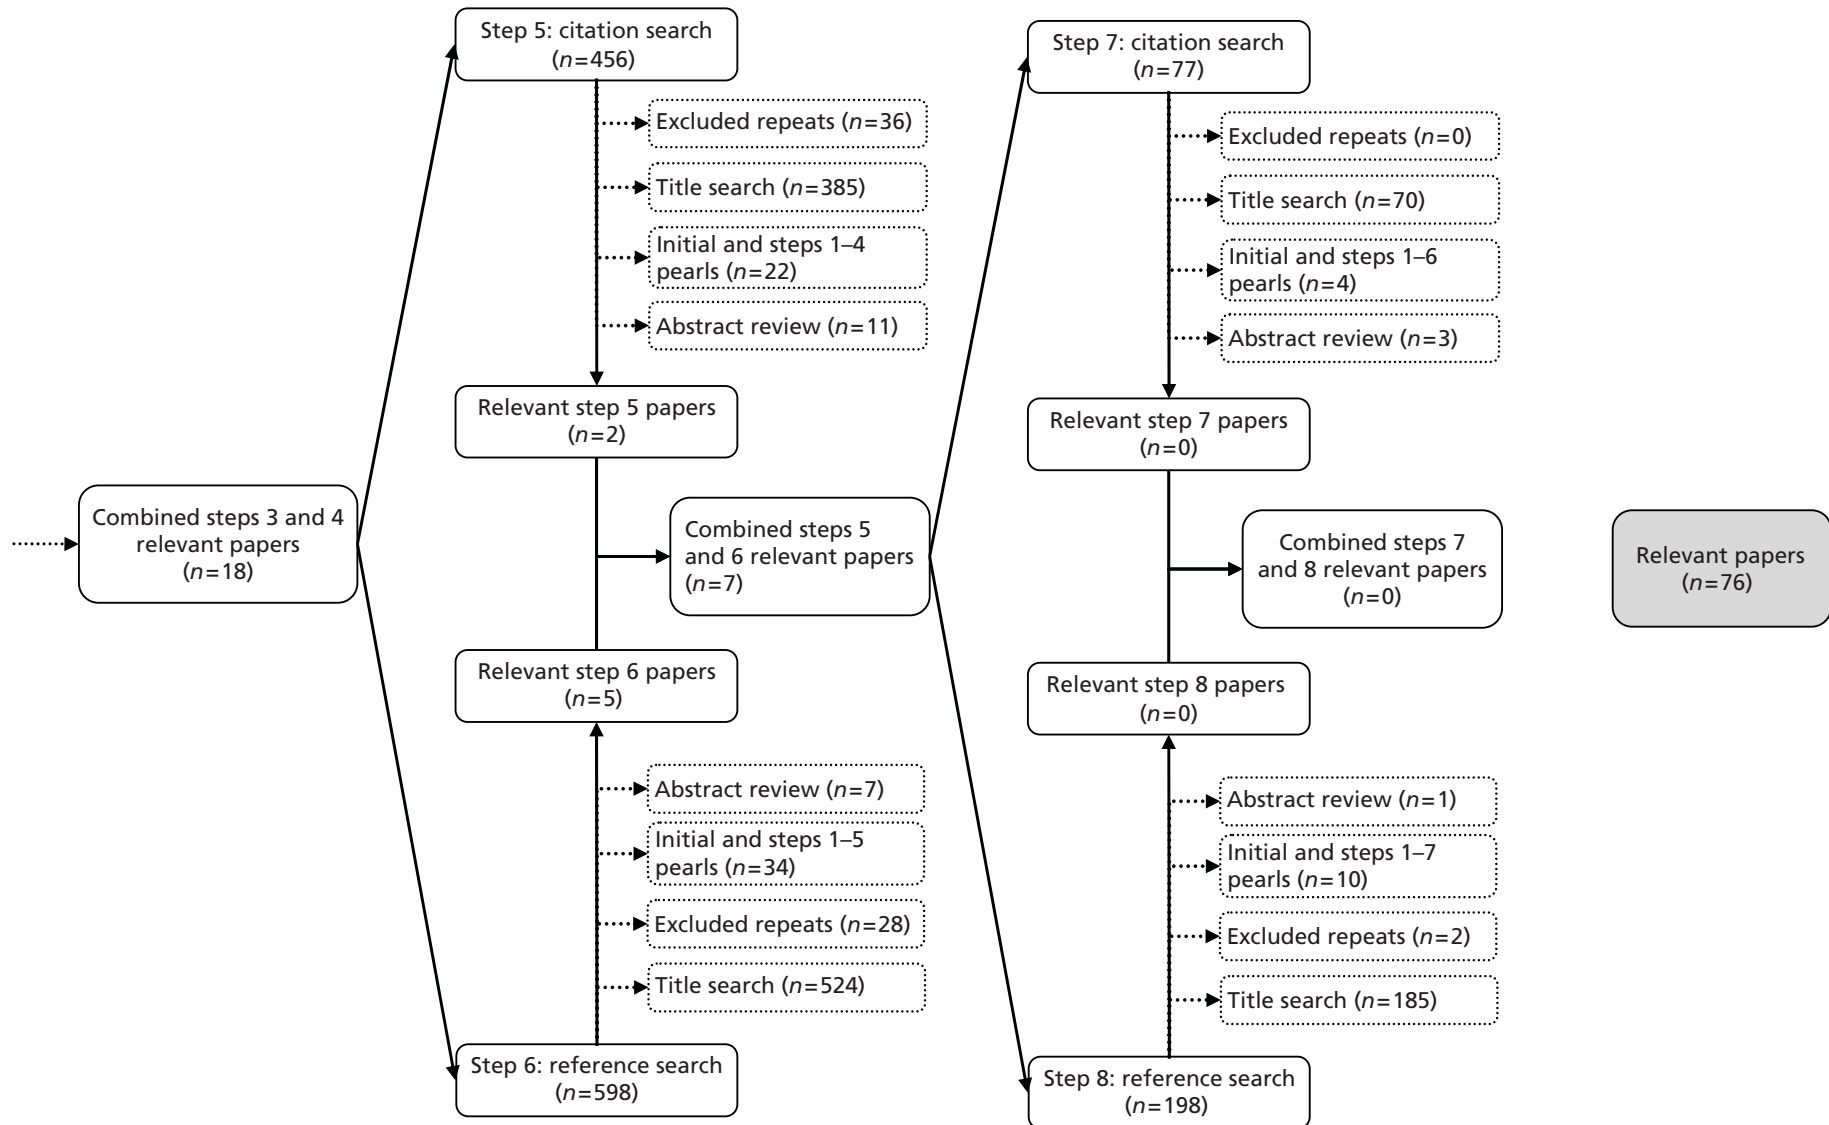 Step 5: citation search
(n=456)
Excluded repeats (n=36)
Title search (n=385)
Initial and steps 1–4
pearls (n=22)
Abstract review (n=11)
Relevant step 5 papers
(n=2)
Combined steps 3 and 4
relevant papers
(n=18)
Combined steps 5
and 6 relevant papers
(n=7)
Relevant step 6 papers
(n=5)
Abstract review (n=7)
Initial and steps 1–5
pearls (n=34)
Excluded repeats (n=28)
Title search (n=524)
Step 6: reference search
(n=598)
Step 7: citation search
(n=77)
Excluded repeats (n=0)
Title search (n=70)
Initial and steps 1–6
pearls (n=4)
Abstract review (n=3)
Relevant step 7 papers
(n=0)
Combined steps 7
and 8 relevant papers
(n=0)
Relevant step 8 papers
(n=0)
Abstract review (n=1)
Initial and steps 1–7
pearls (n=10)
Excluded repeats (n=2)
Title search (n=185)
Step 8: reference search
(n=198)
Relevant papers
(n=76)